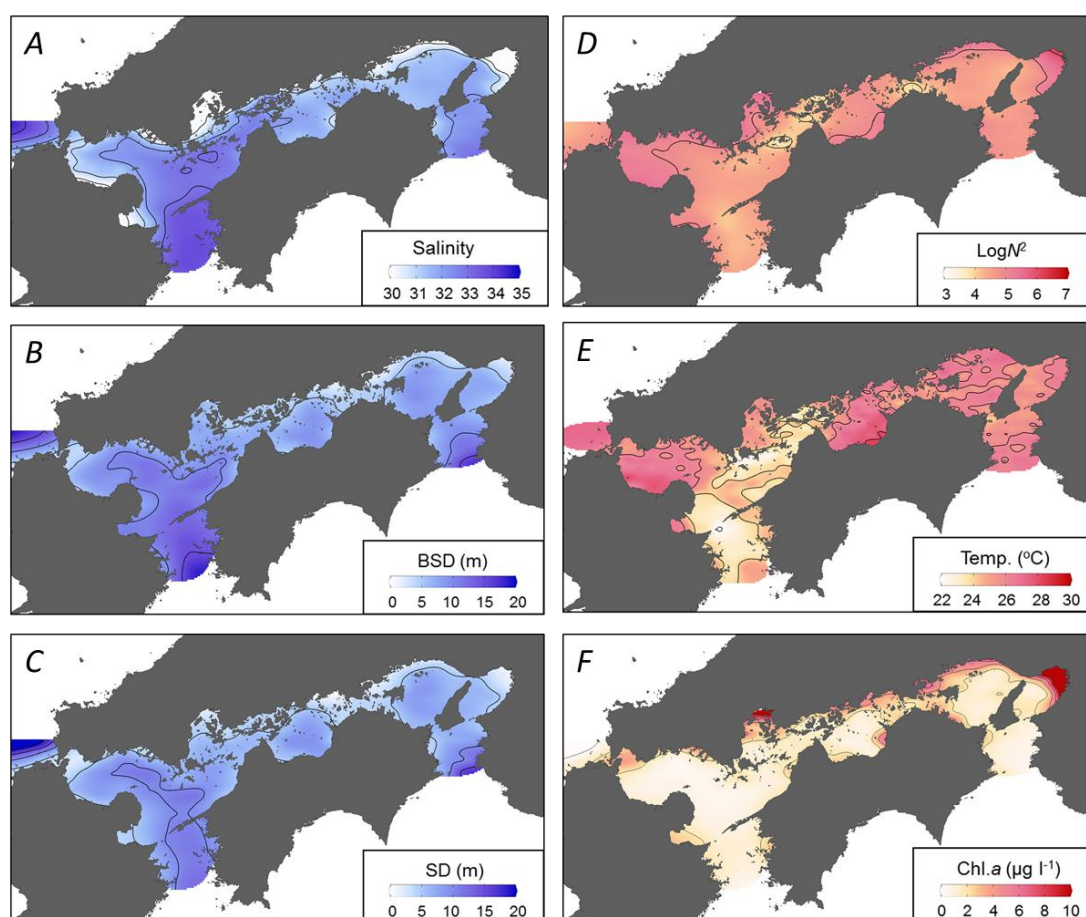 A
Salinity
30 31 32 33 34 35
B
BSD (m)
0 5 10 15 20
C
SD (m)
0 5 10 15 20
D
LogN²
3 4 5 6 7
E
Temp. (°C)
22 24 26 28 30
F
Chl.a (μg l⁻¹)
0 2 4 6 8 10